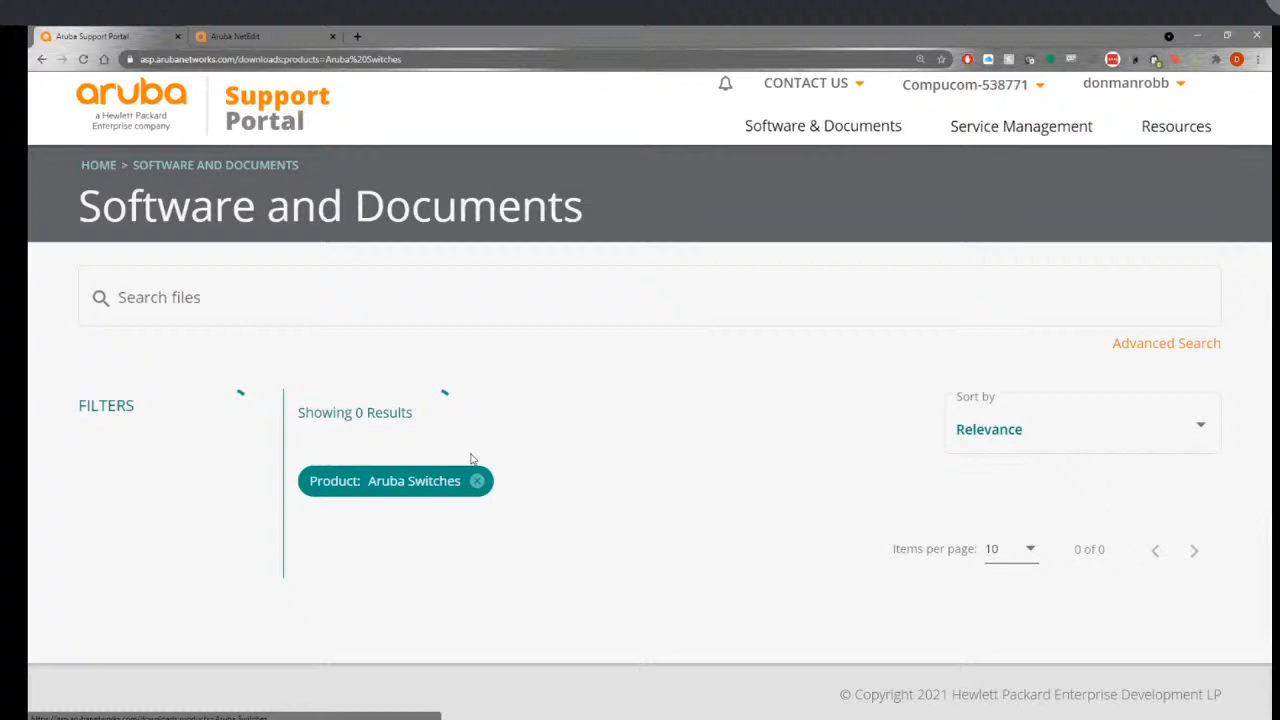 Aruba Support Portal
Aruba NetEdit
asp.arubanetworks.com/downloads;products=Aruba%20Switches
aruba
a Hewlett Packard
Enterprise company
Support
Portal
CONTACT US
Compucom-538771
donmanrobb
Software & Documents
Service Management
Resources
HOME > SOFTWARE AND DOCUMENTS
Software and Documents
Search files
Advanced Search
FILTERS
Showing 0 Results
Sort by
Relevance
Product: Aruba Switches
Items per page: 10
0 of 0
© Copyright 2021 Hewlett Packard Enterprise Development LP